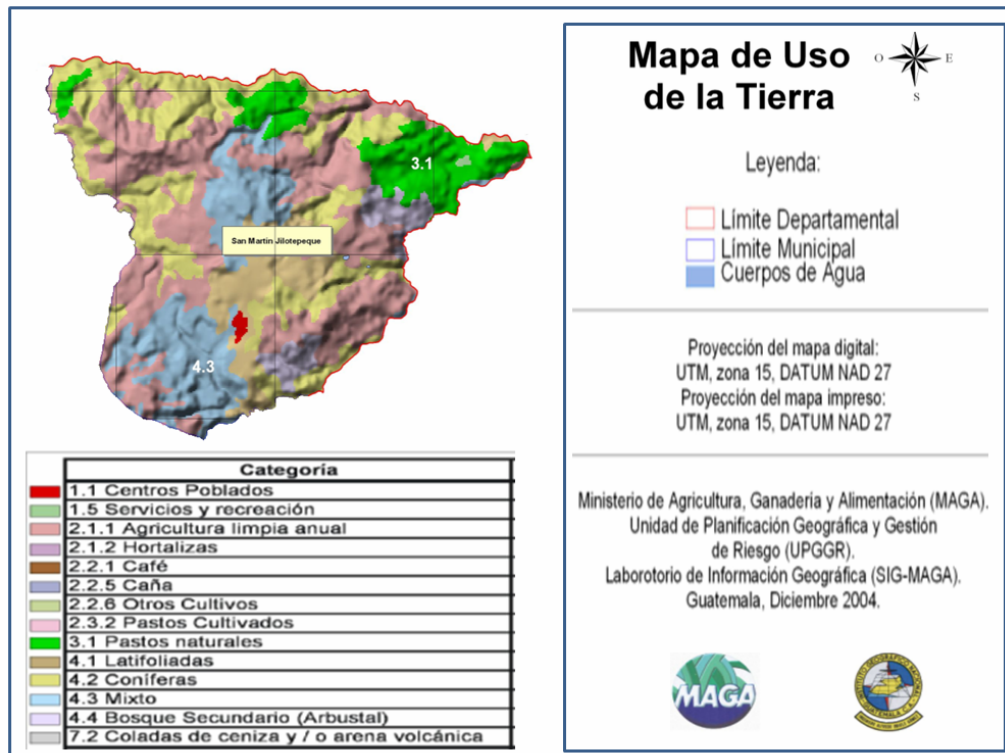 Mapa de Uso
de la Tierra
O
E
S
Leyenda:
Límite Departamental
Límite Municipal
Cuerpos de Agua
Proyección del mapa digital:
UTM, zona 15, DATUM NAD 27
Proyección del mapa impreso:
UTM, zona 15, DATUM NAD 27
Ministerio de Agricultura, Ganadería y Alimentación (MAGA).
Unidad de Planificación Geográfica y Gestión
de Riesgo (UPGGR).
Laborotorio de Información Geográfica (SIG-MAGA).
Guatemala, Diciembre 2004.
MAGA
3.1
San Martín Jilotepeque
4.3
Categoría
1.1 Centros Poblados
1.5 Servicios y recreación
2.1.1 Agricultura limpia anual
2.1.2 Hortalizas
2.2.1 Café
2.2.5 Caña
2.2.6 Otros Cultivos
2.3.2 Pastos Cultivados
3.1 Pastos naturales
4.1 Latifoliadas
4.2 Coníferas
4.3 Mixto
4.4 Bosque Secundario (Arbustal)
7.2 Coladas de ceniza y / o arena volcánica